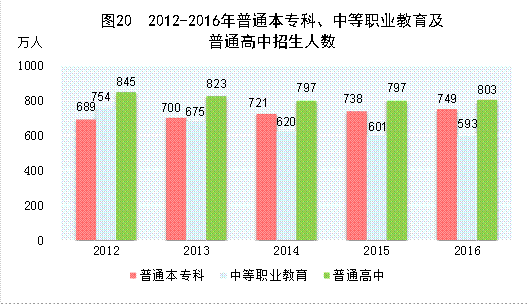 图20 2012-2016年普通本专科、中等职业教育及
普通高中招生人数
万人
1000
800
600
400
200
0
689 754 845
700 675 823
721 620 797
738 601 797
749 593 803
2012 2013 2014 2015 2016
普通本专科 中等职业教育 普通高中